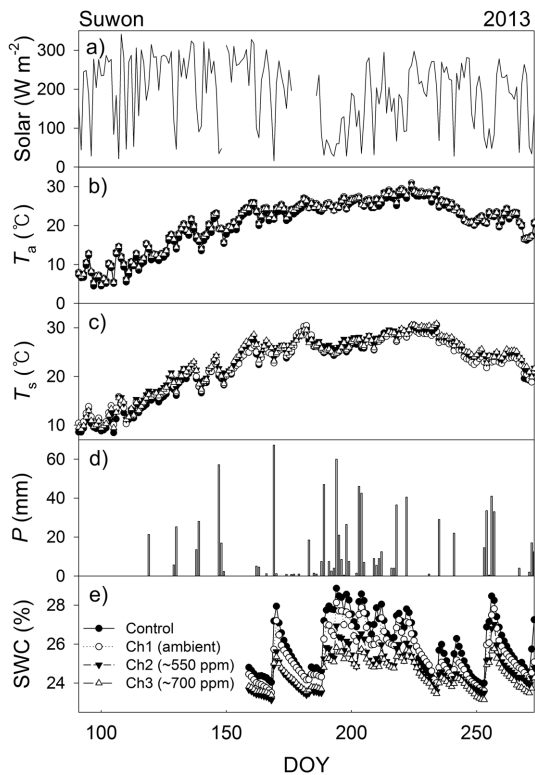 Suwon 2013
a)
Solar (W m⁻²)
300
200
100
0
b)
Tₐ (℃)
30
20
10
0
c)
Tₛ (℃)
30
20
10
d)
P (mm)
60
40
20
0
e)
SWC (%)
28
26
24
Control
Ch1 (ambient)
Ch2 (~550 ppm)
Ch3 (~700 ppm)
100 150 200 250
DOY